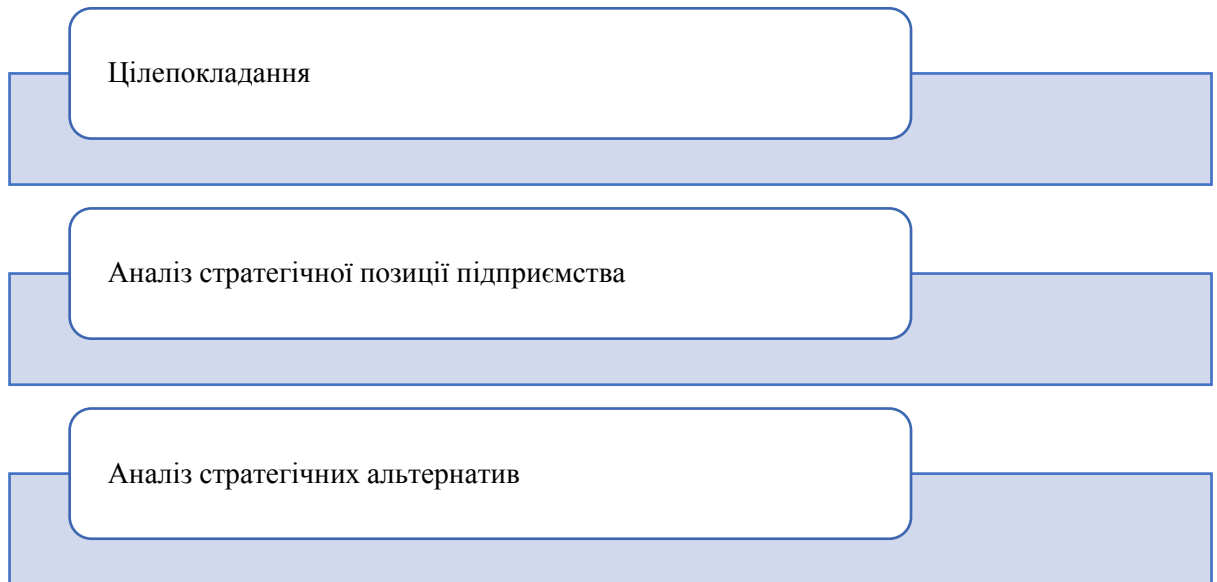 Цілепокладання
Аналіз стратегічної позиції підприємства
Аналіз стратегічних альтернатив